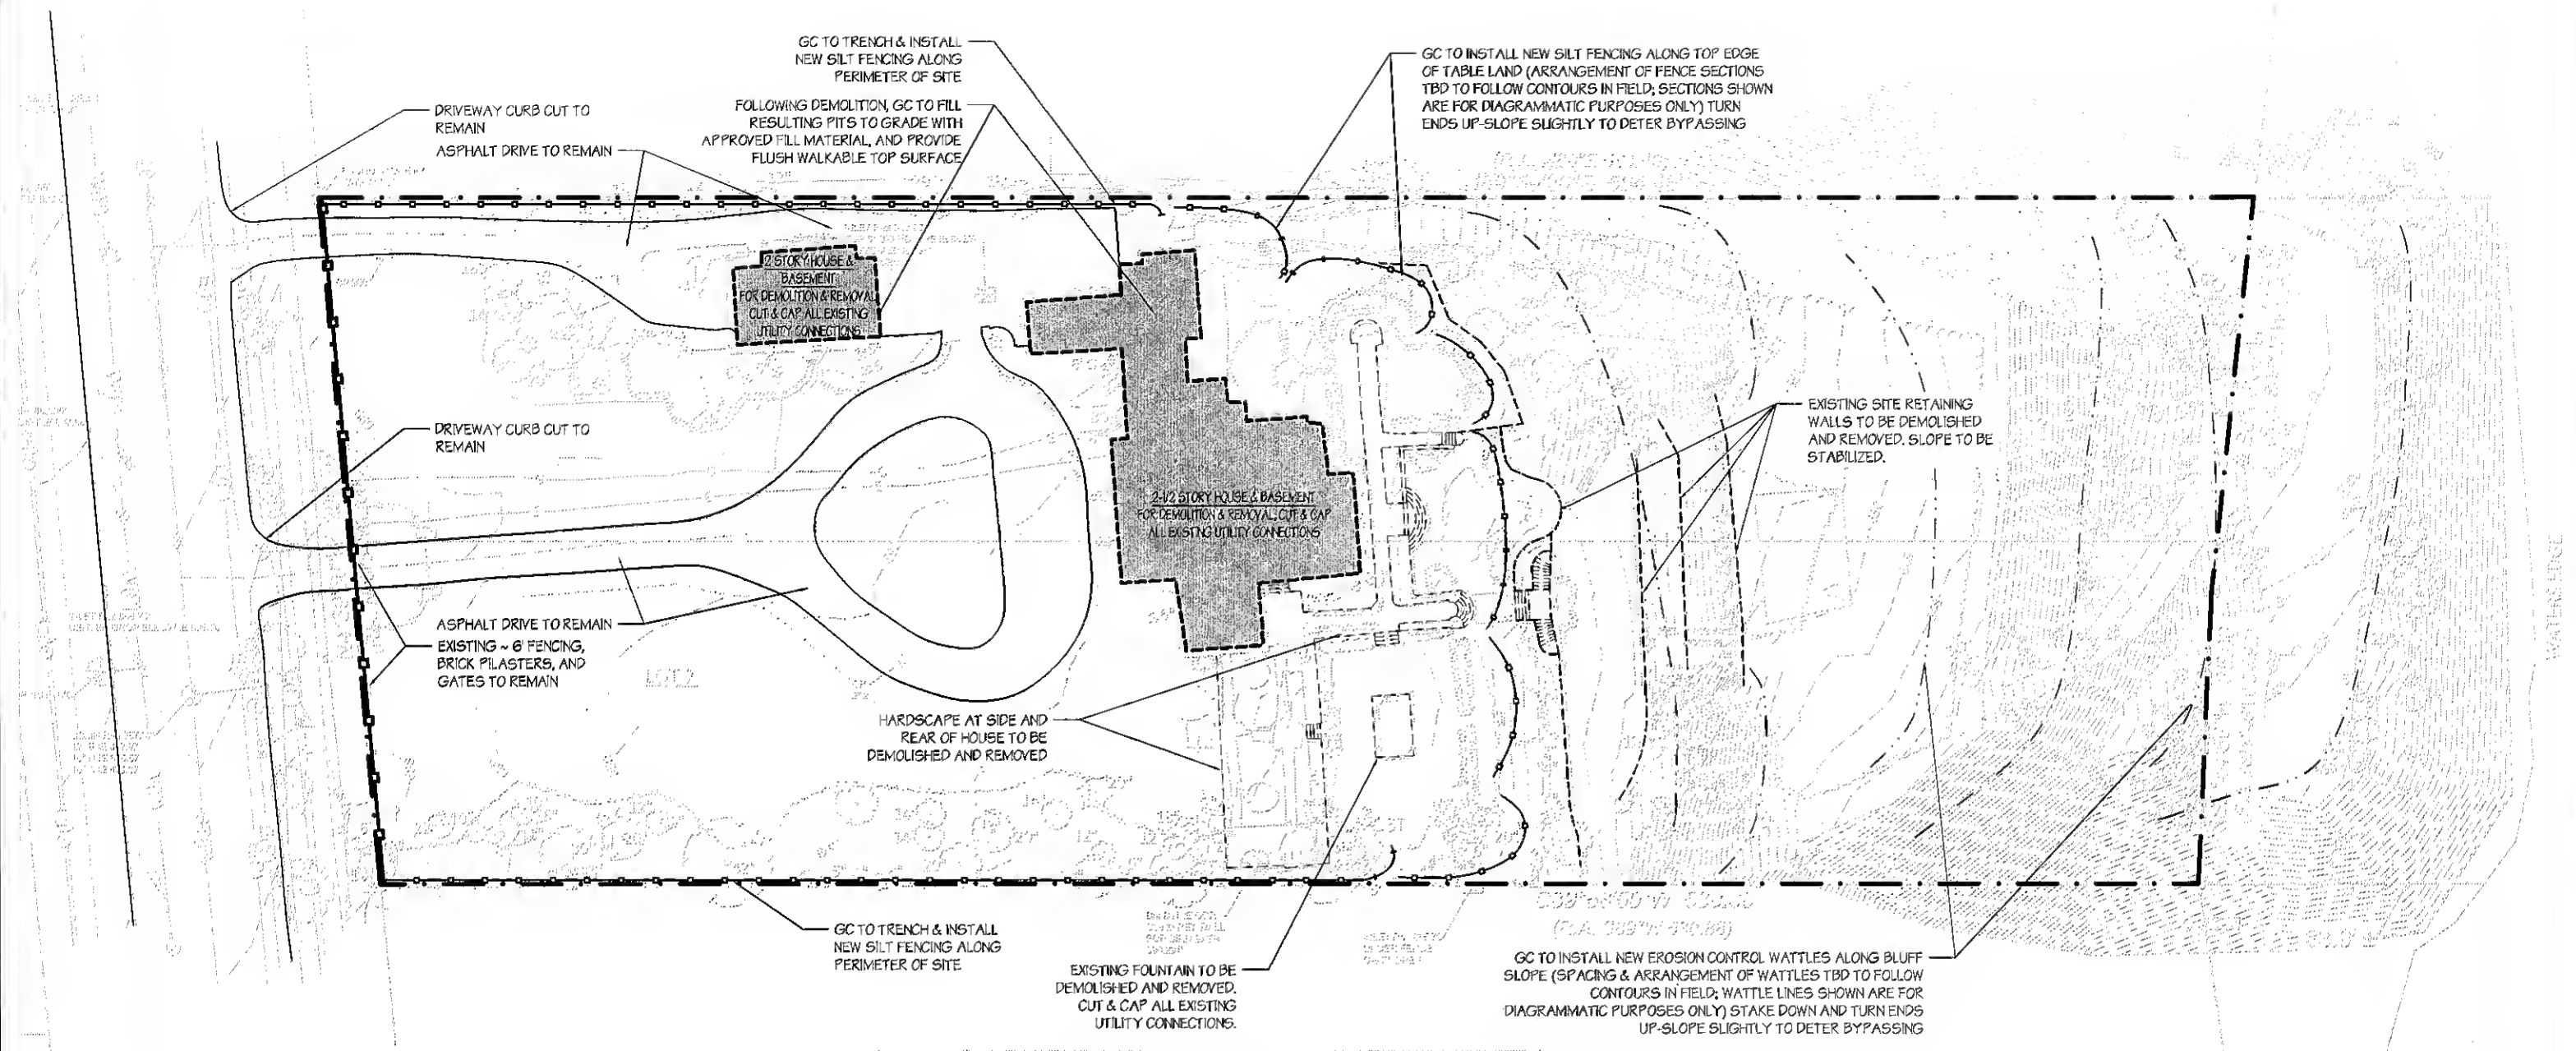 GC TO TRENCH & INSTALL
NEW SILT FENCING ALONG
PERIMETER OF SITE
FOLLOWING DEMOLITION, GC TO FILL
RESULTING PITS TO GRADE WITH
APPROVED FILL MATERIAL, AND PROVIDE
FLUSH WALKABLE TOP SURFACE
GC TO INSTALL NEW SILT FENCING ALONG TOP EDGE
OF TABLE LAND (ARRANGEMENT OF FENCE SECTIONS
TBD TO FOLLOW CONTOURS IN FIELD; SECTIONS SHOWN
ARE FOR DIAGRAMMATIC PURPOSES ONLY) TURN
ENDS UP-SLOPE SLIGHTLY TO DETER BYPASSING
DRIVEWAY CURB CUT TO
REMAIN
ASPHALT DRIVE TO REMAIN
2 STORY HOUSE &
BASEMENT
FOR DEMOLITION & REMOVAL
CUT & CAP ALL EXISTING
UTILITY CONNECTIONS
DRIVEWAY CURB CUT TO
REMAIN
EXISTING SITE RETAINING
WALLS TO BE DEMOLISHED
AND REMOVED. SLOPE TO BE
STABILIZED.
2-1/2 STORY HOUSE & BASEMENT
FOR DEMOLITION & REMOVAL; CUT & CAP
ALL EXISTING UTILITY CONNECTIONS
ASPHALT DRIVE TO REMAIN
EXISTING ~ 6' FENCING,
BRICK PILASTERS, AND
GATES TO REMAIN
LOT 2
HARDSCAPE AT SIDE AND
REAR OF HOUSE TO BE
DEMOLISHED AND REMOVED
GC TO TRENCH & INSTALL
NEW SILT FENCING ALONG
PERIMETER OF SITE
EXISTING FOUNTAIN TO BE
DEMOLISHED AND REMOVED.
CUT & CAP ALL EXISTING
UTILITY CONNECTIONS.
GC TO INSTALL NEW EROSION CONTROL WATTLES ALONG BLUFF
SLOPE (SPACING & ARRANGEMENT OF WATTLES TBD TO FOLLOW
CONTOURS IN FIELD; WATTLE LINES SHOWN ARE FOR
DIAGRAMMATIC PURPOSES ONLY) STAKE DOWN AND TURN ENDS
UP-SLOPE SLIGHTLY TO DETER BYPASSING